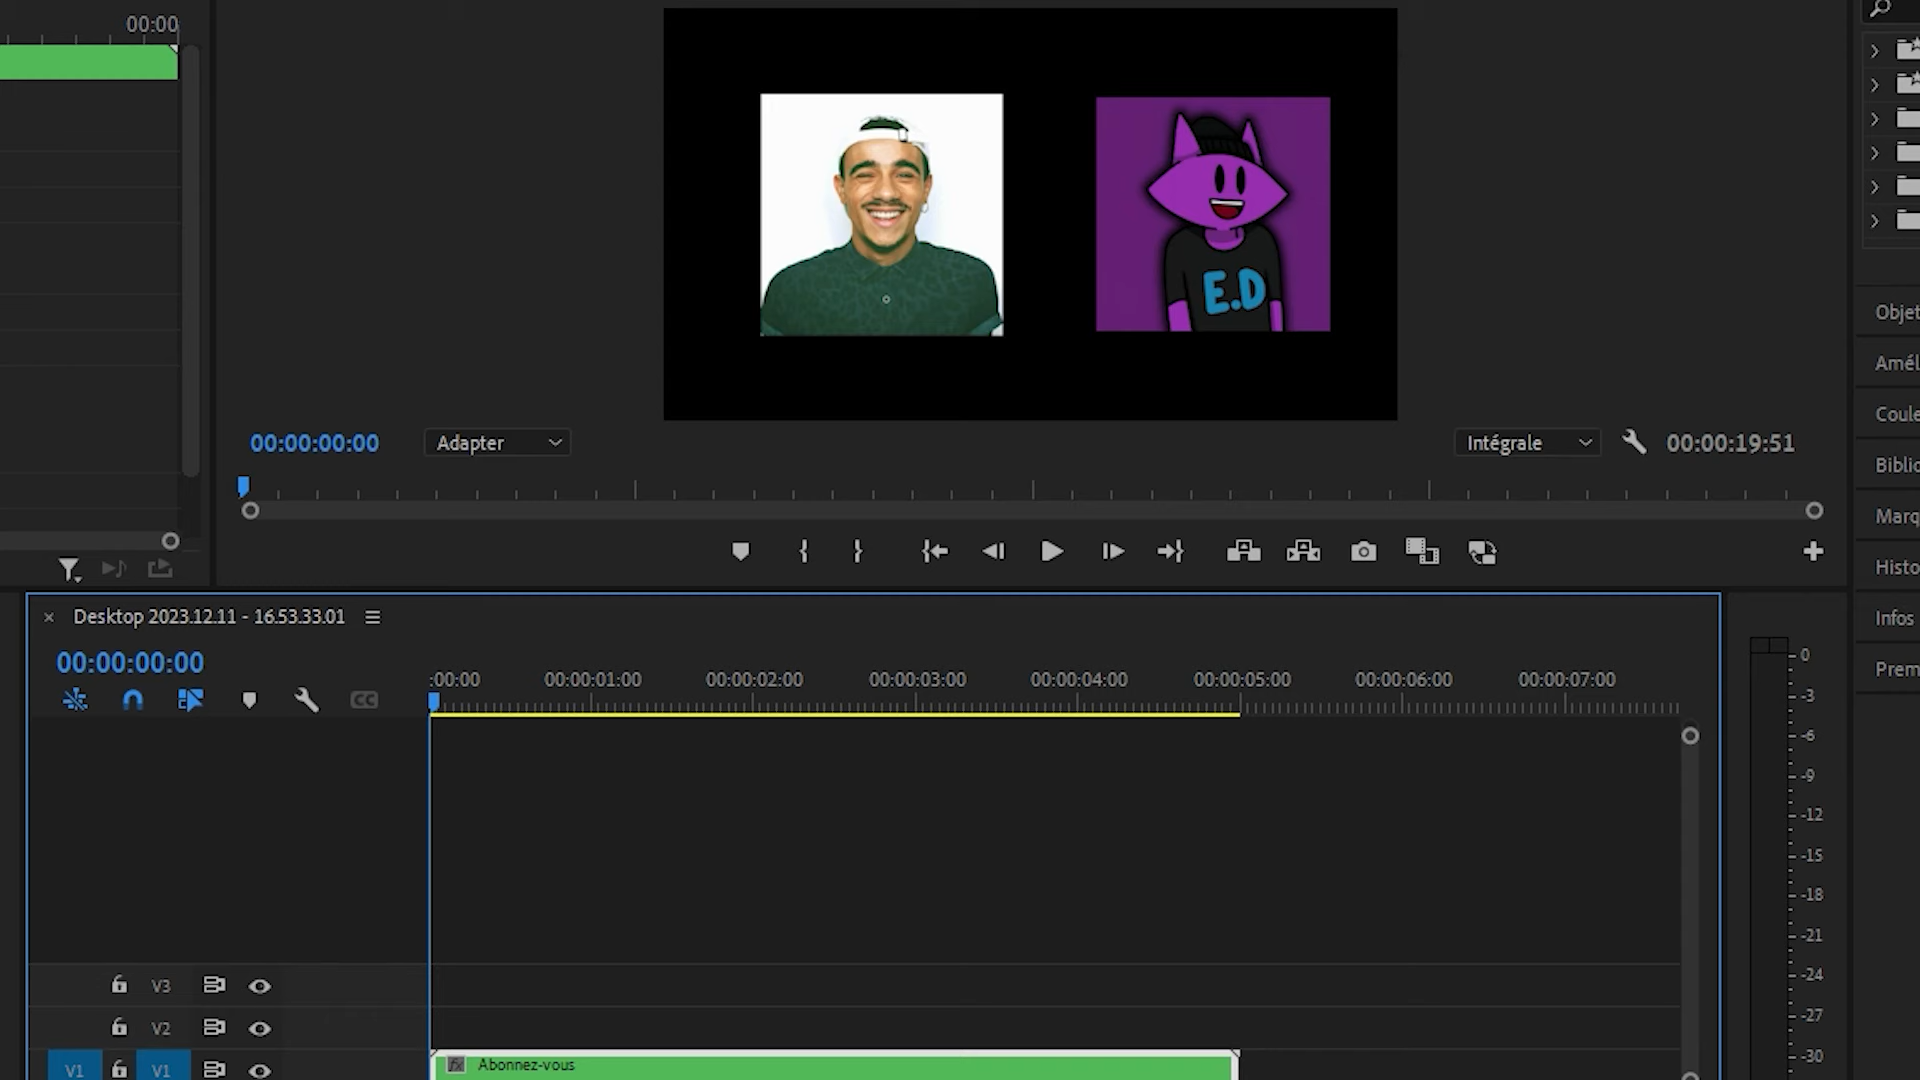 00:00
E.D
00:00:00:00
Adapter
Intégrale
00:00:19:51
Objet
Amél
Coule
Biblio
Marq
Histo
Infos
Prem
Desktop 2023.12.11 - 16.53.33.01
00:00:00:00
:00:00
00:00:01:00
00:00:02:00
00:00:03:00
00:00:04:00
00:00:05:00
00:00:06:00
00:00:07:00
CC
0
-3
-6
-9
-12
-15
-18
-21
-24
-27
-30
V3
V2
V1
V1
fx
Abonnez-vous